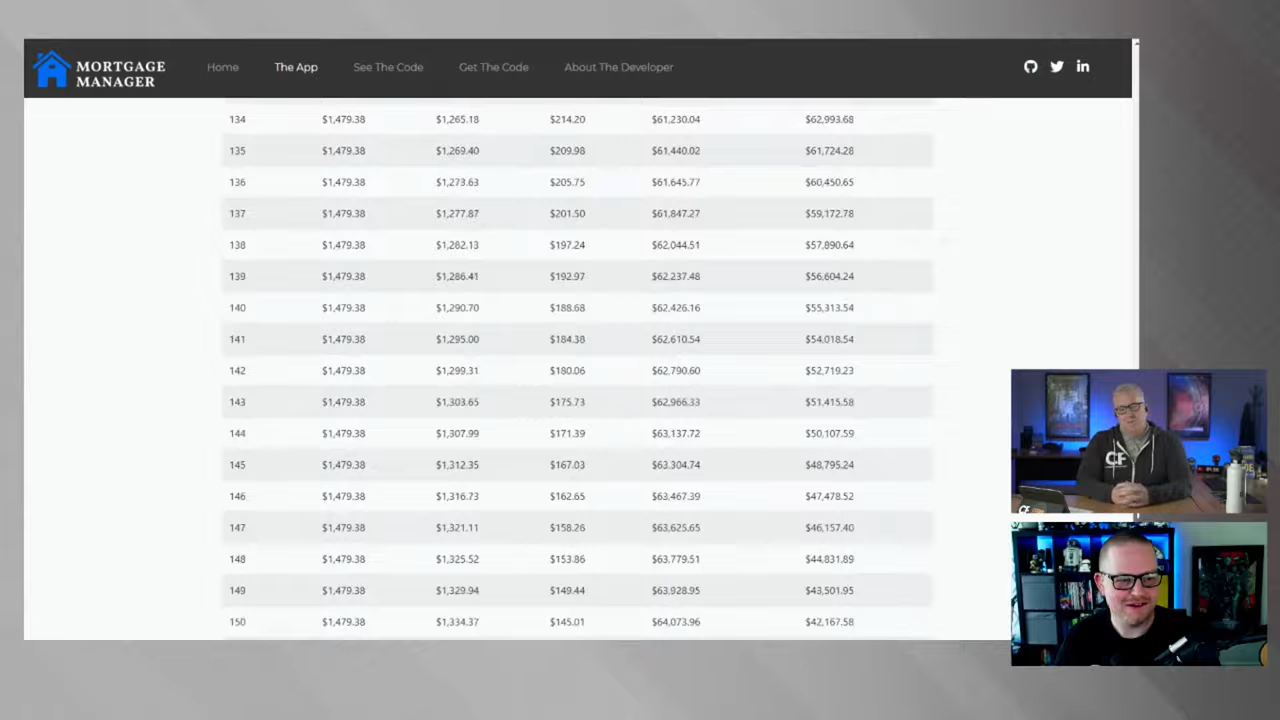 MORTGAGE MANAGER
Home The App See The Code Get The Code About The Developer
134 $1,479.38 $1,265.18 $214.20 $61,230.04 $62,993.68
135 $1,479.38 $1,269.40 $209.98 $61,440.02 $61,724.28
136 $1,479.38 $1,273.63 $205.75 $61,645.77 $60,450.65
137 $1,479.38 $1,277.87 $201.50 $61,847.27 $59,172.78
138 $1,479.38 $1,282.13 $197.24 $62,044.51 $57,890.64
139 $1,479.38 $1,286.41 $192.97 $62,237.48 $56,604.24
140 $1,479.38 $1,290.70 $188.68 $62,426.16 $55,313.54
141 $1,479.38 $1,295.00 $184.38 $62,610.54 $54,018.54
142 $1,479.38 $1,299.31 $180.06 $62,790.60 $52,719.23
143 $1,479.38 $1,303.65 $175.73 $62,966.33 $51,415.58
144 $1,479.38 $1,307.99 $171.39 $63,137.72 $50,107.59
145 $1,479.38 $1,312.35 $167.03 $63,304.74 $48,795.24
146 $1,479.38 $1,316.73 $162.65 $63,467.39 $47,478.52
147 $1,479.38 $1,321.11 $158.26 $63,625.65 $46,157.40
148 $1,479.38 $1,325.52 $153.86 $63,779.51 $44,831.89
149 $1,479.38 $1,329.94 $149.44 $63,928.95 $43,501.95
150 $1,479.38 $1,334.37 $145.01 $64,073.96 $42,167.58
CF